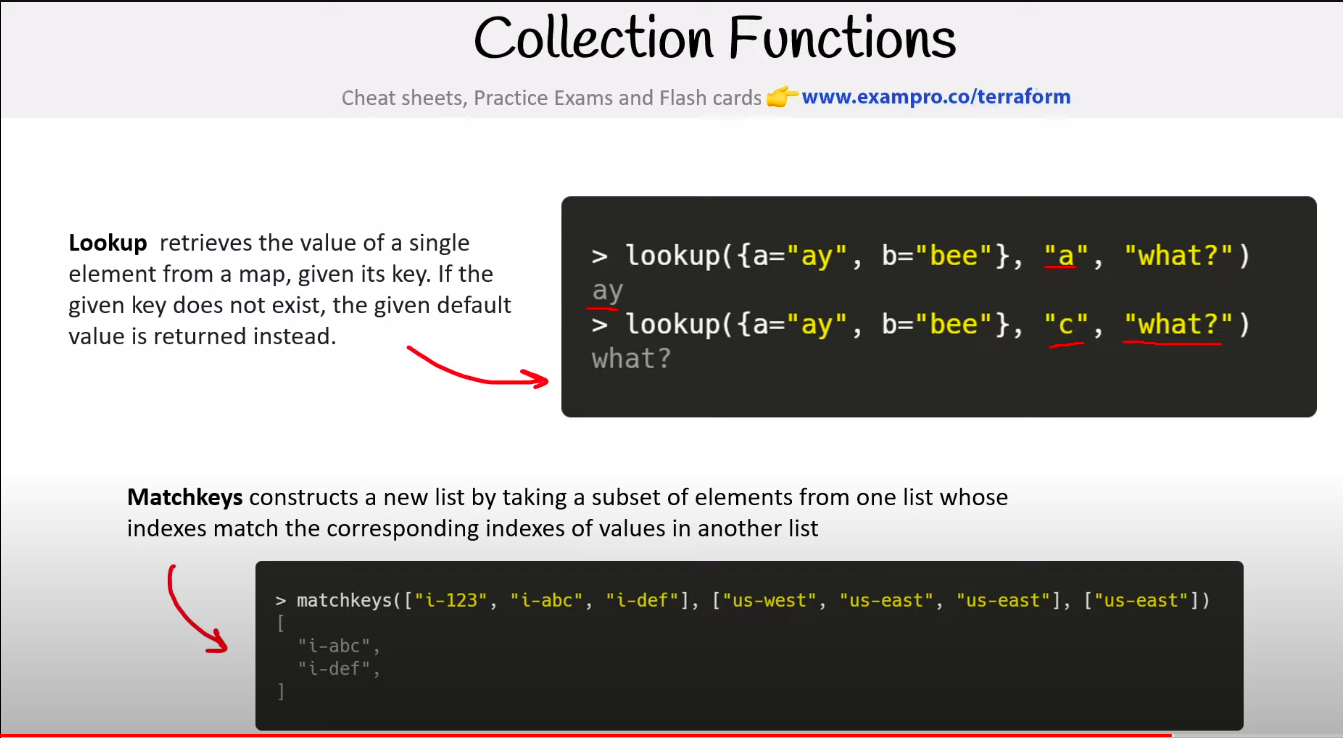 Collection Functions
Cheat sheets, Practice Exams and Flash cards 👉 www.exampro.co/terraform
Lookup retrieves the value of a single
element from a map, given its key. If the
given key does not exist, the given default
value is returned instead.
> lookup({a="ay", b="bee"}, "a", "what?")
ay
> lookup({a="ay", b="bee"}, "c", "what?")
what?
Matchkeys constructs a new list by taking a subset of elements from one list whose
indexes match the corresponding indexes of values in another list
> matchkeys(["i-123", "i-abc", "i-def"], ["us-west", "us-east", "us-east"], ["us-east"])
[
  "i-abc",
  "i-def",
]